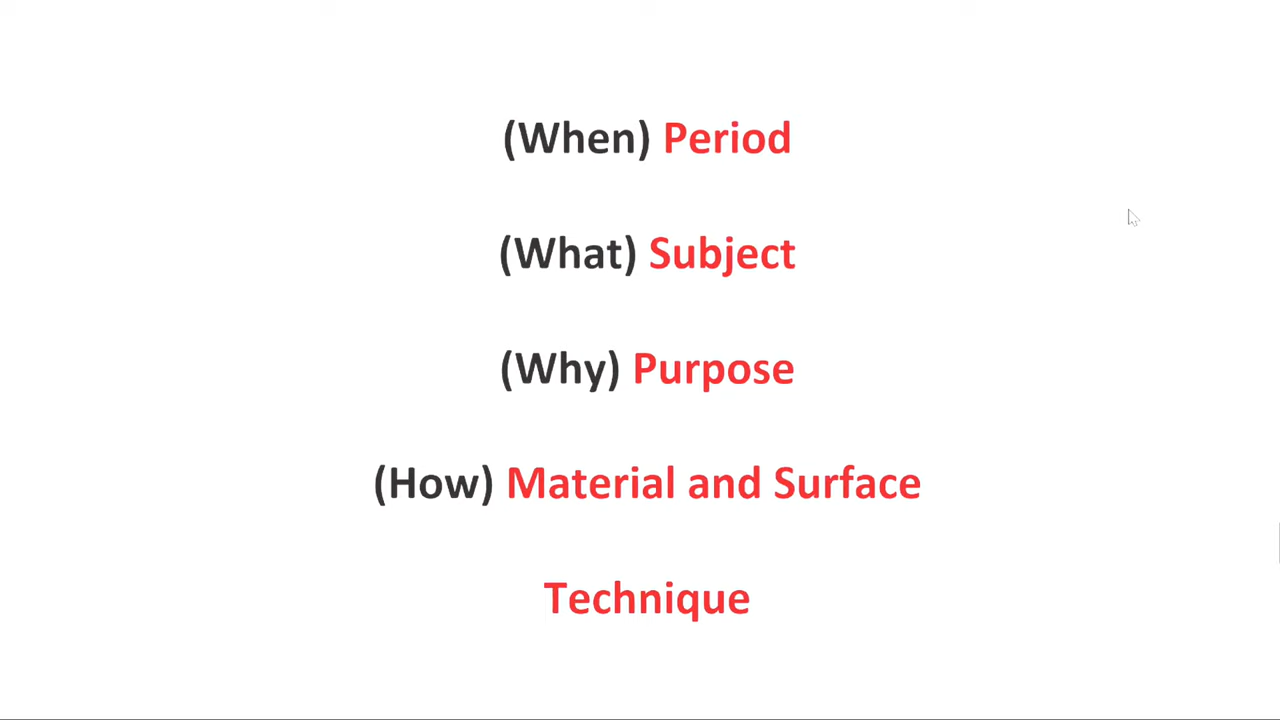 (When) Period
(What) Subject
(Why) Purpose
(How) Material and Surface
Technique